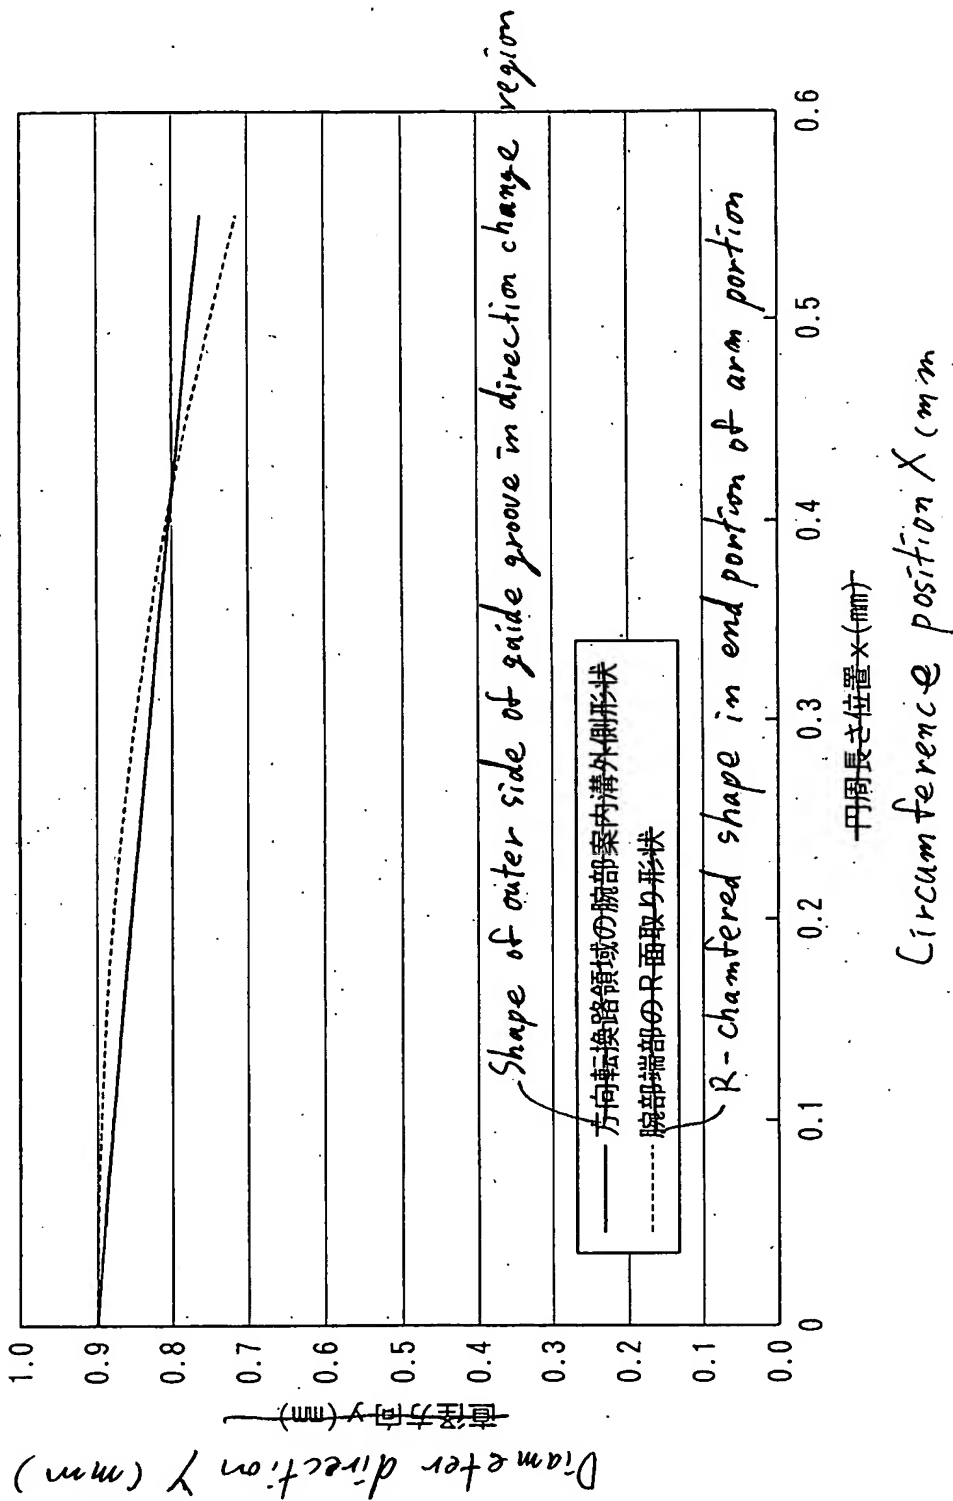 Diameter direction Y (mm)
直径方向 y (mm)
1.0
0.9
0.8
0.7
0.6
0.5
0.4
0.3
0.2
0.1
0.0
Shape of outer side of guide groove in direction change region
方向転換路領域の腕部案内溝外側形状
腕部端部のR面取り形状
R-chamfered shape in end portion of arm portion
0
0.1
0.2
0.3
0.4
0.5
0.6
円周長さ位置x(mm)
Circumference position X (mm